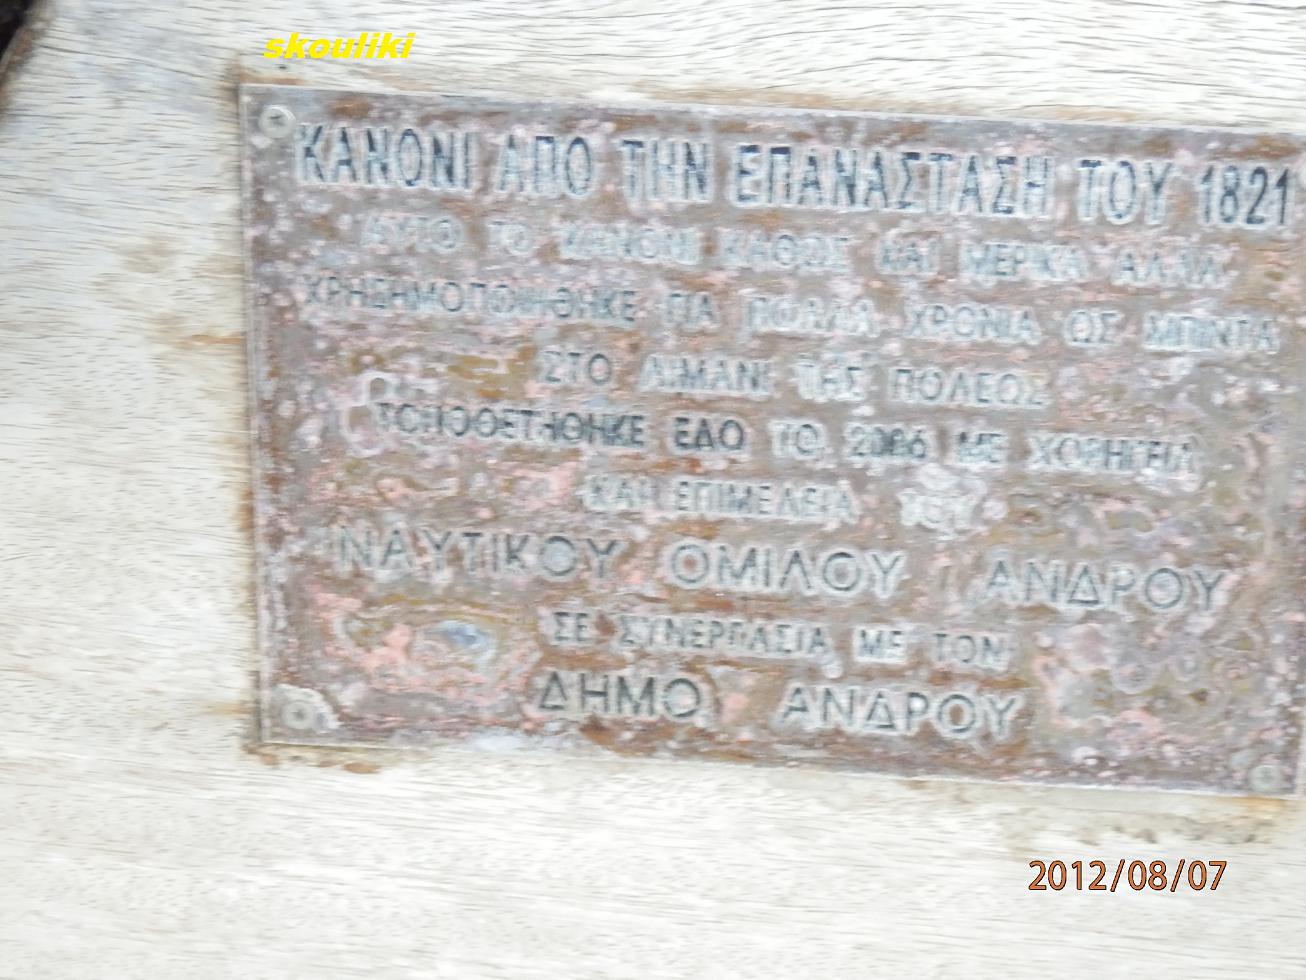 skouliki
ΚΑΝΟΝΙ ΑΠΟ ΤΗΝ ΕΠΑΝΑΣΤΑΣΗ ΤΟΥ 1821
ΑΥΤΟ ΤΟ ΚΑΝΟΝΙ ΚΑΘΩΣ ΚΑΙ ΜΕΡΙΚΑ ΑΛΛΑ
ΧΡΗΣΗΜΟΠΟΙΗΘΗΚΕ ΓΙΑ ΠΟΛΛΑ ΧΡΟΝΙΑ ΩΣ ΜΠΙΝΤΑ
ΣΤΟ ΛΙΜΑΝΙ ΤΗΣ ΠΟΛΕΩΣ
ΤΟΠΟΘΕΤΗΘΗΚΕ ΕΔΩ ΤΟ 2006 ΜΕ ΧΟΡΗΓΕΙΑ
ΚΑΙ ΕΠΙΜΕΛΕΙΑ ΤΟΥ
ΝΑΥΤΙΚΟΥ ΟΜΙΛΟΥ ΑΝΔΡΟΥ
ΣΕ ΣΥΝΕΡΓΑΣΙΑ ΜΕ ΤΟΝ
ΔΗΜΟ ΑΝΔΡΟΥ
2012/08/07